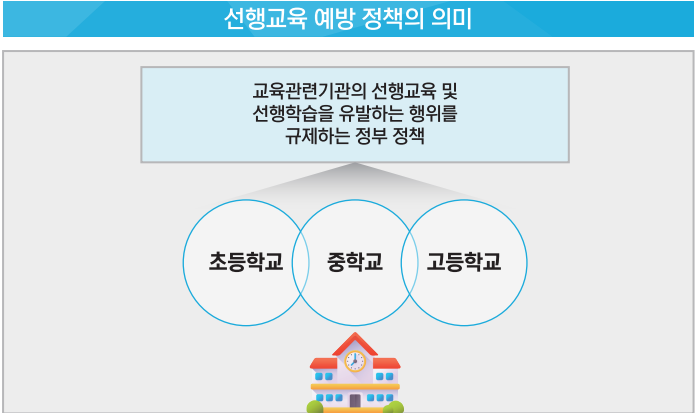 선행교육 예방 정책의 의미
교육관련기관의 선행교육 및
선행학습을 유발하는 행위를
규제하는 정부 정책
초등학교 중학교 고등학교